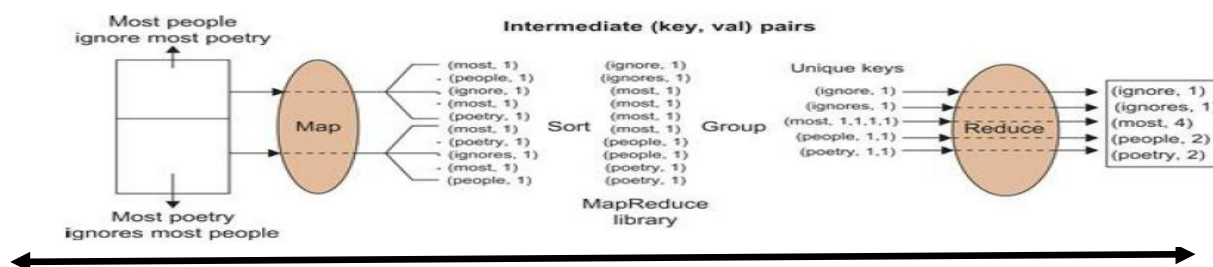 Most people
ignore most poetry
Map
Most poetry
ignores most people
Intermediate (key, val) pairs
(most, 1)
- (people, 1)
(ignore, 1)
- (most, 1)
(poetry, 1)
(most, 1)
- (poetry, 1)
(ignores, 1)
- (most, 1)
(people, 1)
Sort
(ignore, 1)
(ignores, 1)
(most, 1)
(most, 1)
(most, 1)
(most, 1)
(people, 1)
(people, 1)
(poetry, 1)
(poetry, 1)
MapReduce
library
Group
Unique keys
(ignore, 1)
(ignores, 1)
(most, 1,1,1,1)
(people, 1,1)
(poetry, 1,1)
Reduce
(ignore, 1)
(ignores, 1)
(most, 4)
(people, 2)
(poetry, 2)